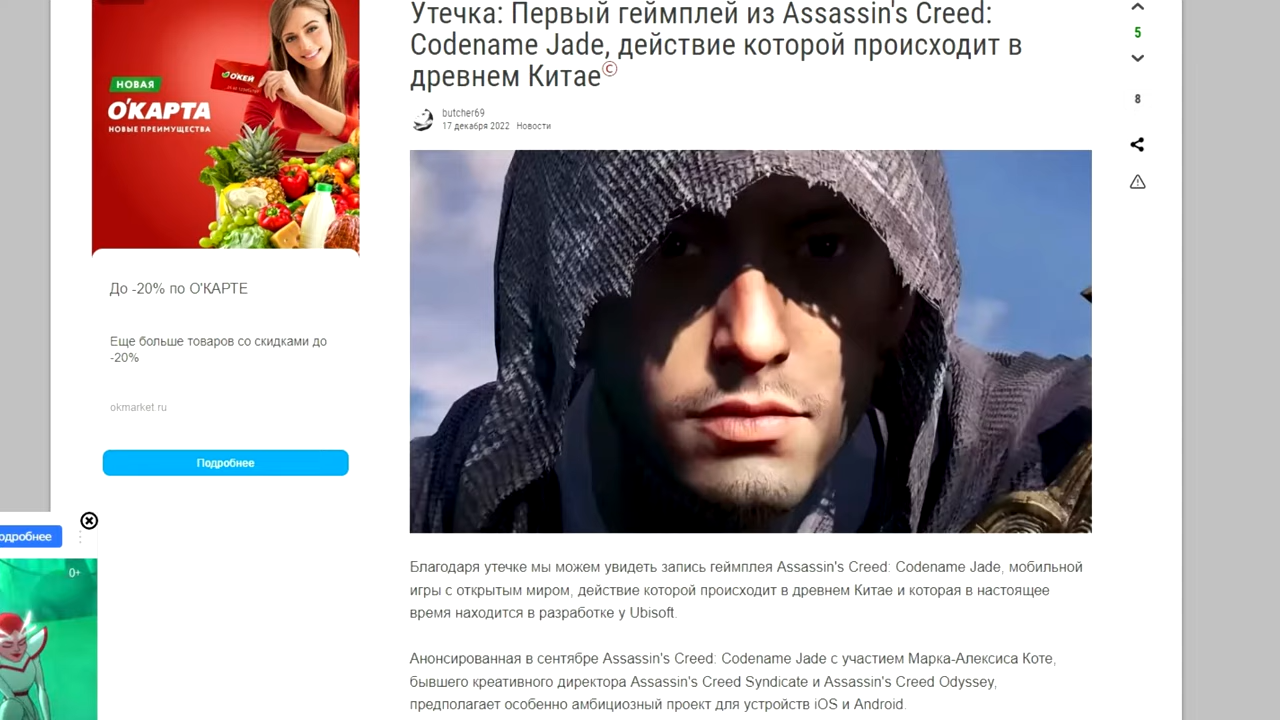 НОВАЯ
О'КАРТА
НОВЫЕ ПРЕИМУЩЕСТВА
О'КЕЙ
До -20% по О'КАРТЕ
Еще больше товаров со скидками до
-20%
okmarket.ru
Подробнее
одробнее
0+
Утечка: Первый геймплей из Assassin's Creed:
Codename Jade, действие которой происходит в
древнем Китае©
butcher69
17 декабря 2022 Новости
Благодаря утечке мы можем увидеть запись геймплея Assassin's Creed: Codename Jade, мобильной
игры с открытым миром, действие которой происходит в древнем Китае и которая в настоящее
время находится в разработке у Ubisoft.
Анонсированная в сентябре Assassin's Creed: Codename Jade с участием Марка-Алексиса Коте,
бывшего креативного директора Assassin's Creed Syndicate и Assassin's Creed Odyssey,
предполагает особенно амбициозный проект для устройств iOS и Android.
5
8